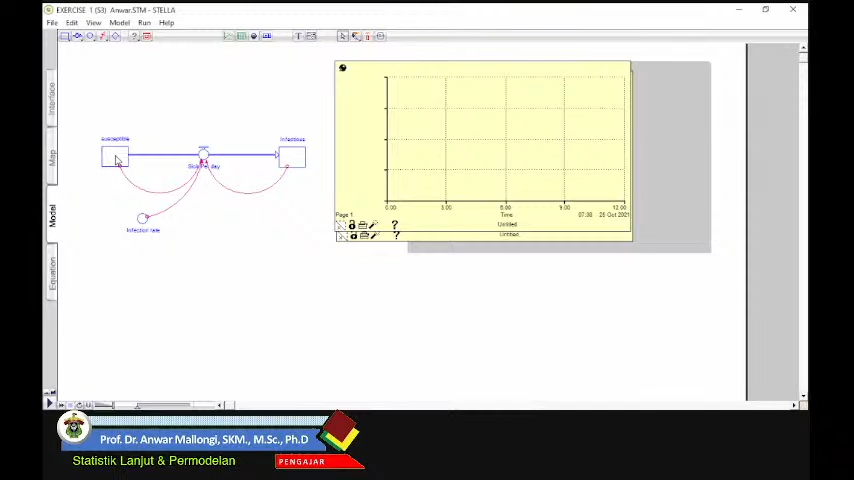 EXERCISE 1 (S3) Anwar.STM - STELLA
File Edit View Model Run Help
Interface
Map
Model
Equation
susceptible
Infectious
Infection rate
0.00 3.00 6.00 9.00 12.00
Page 1
Time
07:38 25 Oct 2021
Untitled
Untitled
Prof. Dr. Anwar Mallongi, SKM., M.Sc., Ph.D
Statistik Lanjut & Permodelan
PENGAJAR